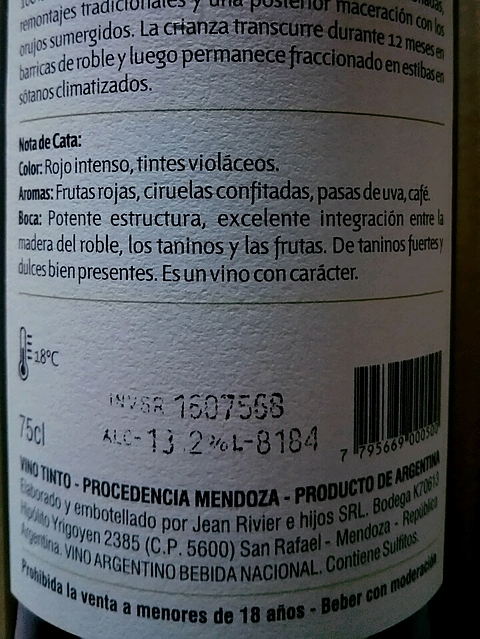 remontajes tradicionales y una posterior maceración con los
orujos sumergidos. La crianza transcurre durante 12 meses en
barricas de roble y luego permanece fraccionado en estibas en
sótanos climatizados.
Nota de Cata:
Color: Rojo intenso, tintes violáceos.
Aromas: Frutas rojas, ciruelas confitadas, pasas de uva, café.
Boca: Potente estructura, excelente integración entre la
madera del roble, los taninos y las frutas. De taninos fuertes y
dulces bien presentes. Es un vino con carácter.
18°C
INVSR 1607568
75cl
ALC-13.2% L-8184
7 795669 000500
VINO TINTO - PROCEDENCIA MENDOZA - PRODUCTO DE ARGENTINA
Elaborado y embotellado por Jean Rivier e hijos SRL. Bodega K70613
Hipólito Yrigoyen 2385 (C.P. 5600) San Rafael - Mendoza - República
Argentina. VINO ARGENTINO BEBIDA NACIONAL. Contiene Sulfitos.
Prohibida la venta a menores de 18 años - Beber con moderación.